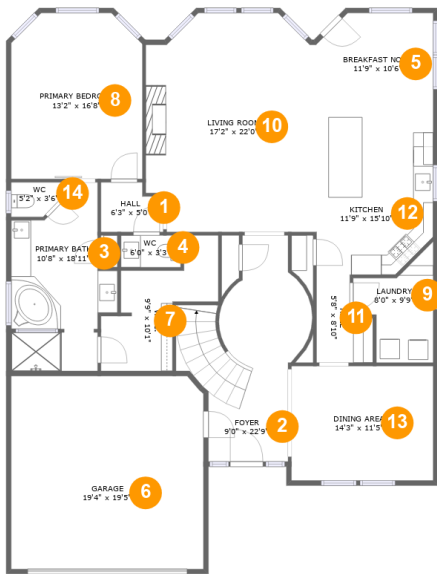 5
BREAKFAST NO
11'9" x 10'6
PRIMARY BEDRO
8
13'2" x 16'8
LIVING ROOM
10
17'2" x 22'0
WC
14
5'2" x 3'6
HALL
1
6'3" x 5'0
KITCHEN
12
11'9" x 15'10
PRIMARY BATH
3
10'8" x 18'11
WC
4
6'0" x 3'3
LAUNDRY
9
8'0" x 9'9
9'9" x 10'1
7
5'8" x 8'10
11
FOYER
2
9'0" x 22'9
DINING AREA
13
14'3" x 11'5
GARAGE
6
19'4" x 19'5